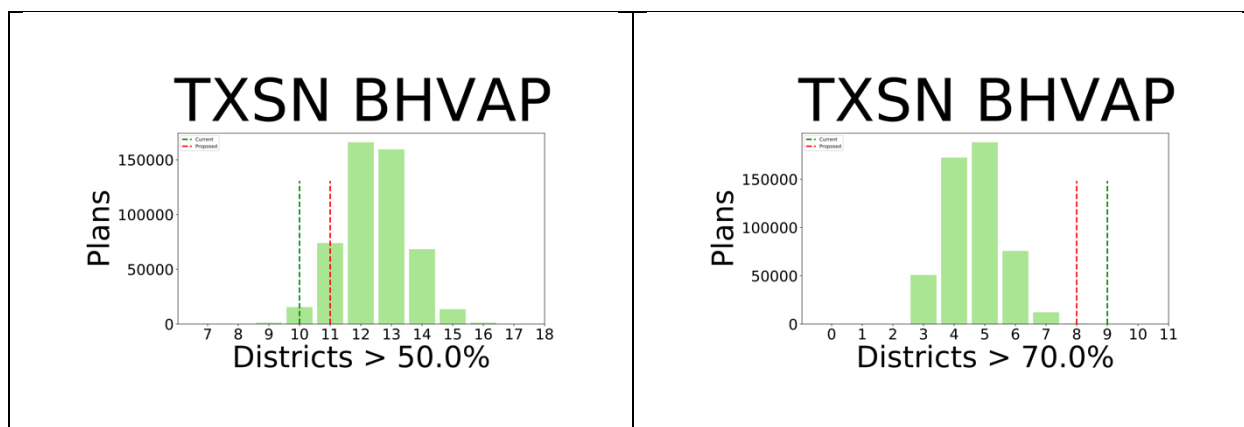 TXSN BHVAP
Current
Proposed
Plans
150000
100000
50000
0
7 8 9 10 11 12 13 14 15 16 17 18
Districts > 50.0%
TXSN BHVAP
Current
Proposed
Plans
150000
100000
50000
0
0 1 2 3 4 5 6 7 8 9 10 11
Districts > 70.0%